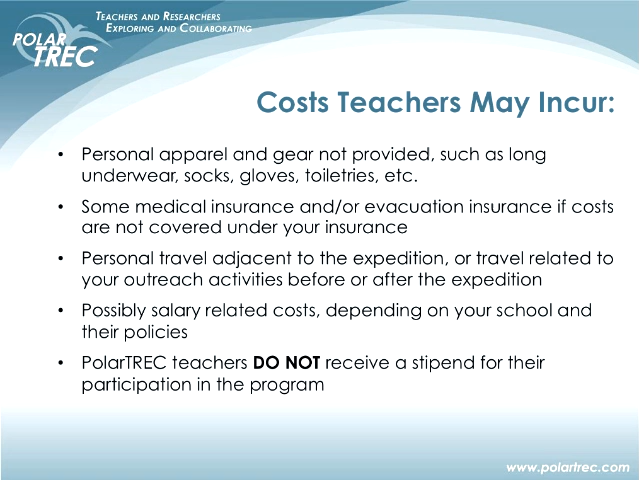 TEACHERS AND RESEARCHERS
EXPLORING AND COLLABORATING
POLAR
TREC
Costs Teachers May Incur:
• Personal apparel and gear not provided, such as long
underwear, socks, gloves, toiletries, etc.
• Some medical insurance and/or evacuation insurance if costs
are not covered under your insurance
• Personal travel adjacent to the expedition, or travel related to
your outreach activities before or after the expedition
• Possibly salary related costs, depending on your school and
their policies
• PolarTREC teachers DO NOT receive a stipend for their
participation in the program
www.polartrec.com